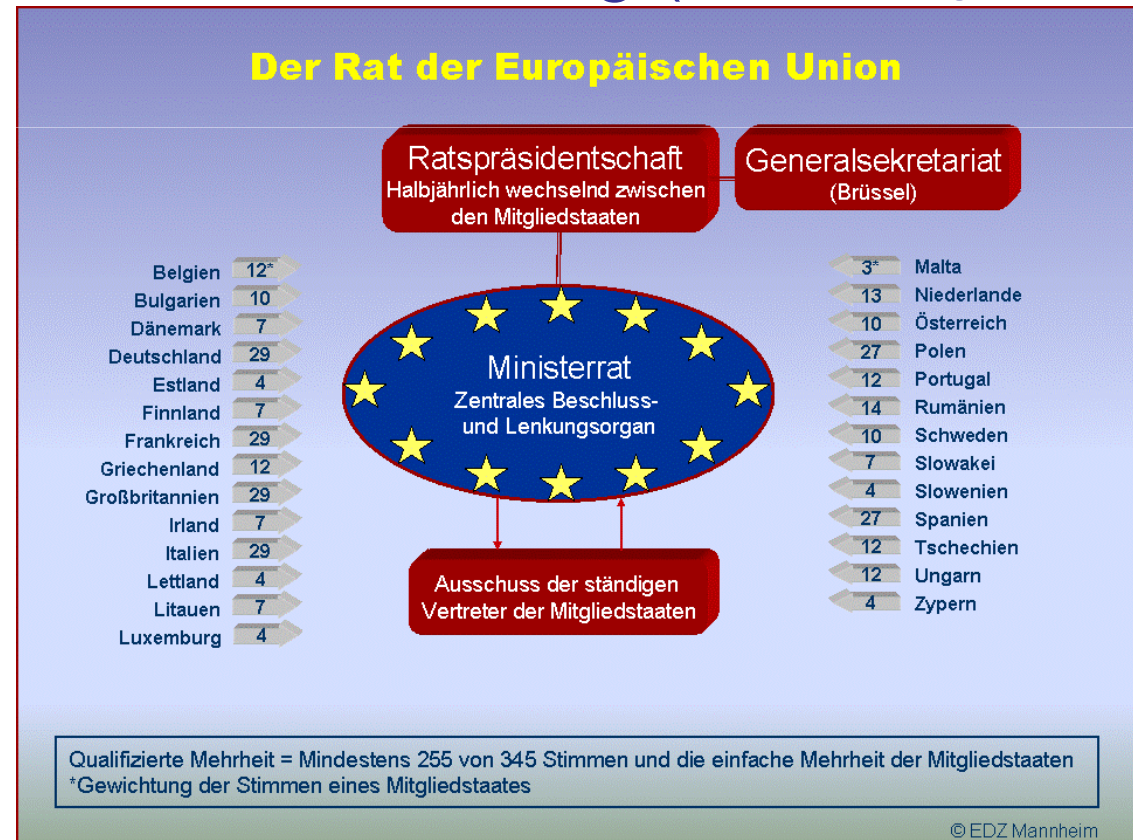 Der Rat der Europäischen Union
Ratspräsidentschaft
Halbjährlich wechselnd zwischen
den Mitgliedstaaten
Generalsekretariat
(Brüssel)
Belgien 12*
Bulgarien 10
Dänemark 7
Deutschland 29
Estland 4
Finnland 7
Frankreich 29
Griechenland 12
Großbritannien 29
Irland 7
Italien 29
Lettland 4
Litauen 7
Luxemburg 4
Ministerrat
Zentrales Beschluss-
und Lenkungsorgan
Ausschuss der ständigen
Vertreter der Mitgliedstaaten
3* Malta
13 Niederlande
10 Österreich
27 Polen
12 Portugal
14 Rumänien
10 Schweden
7 Slowakei
4 Slowenien
27 Spanien
12 Tschechien
12 Ungarn
4 Zypern
Qualifizierte Mehrheit = Mindestens 255 von 345 Stimmen und die einfache Mehrheit der Mitgliedstaaten
*Gewichtung der Stimmen eines Mitgliedstaates
© EDZ Mannheim